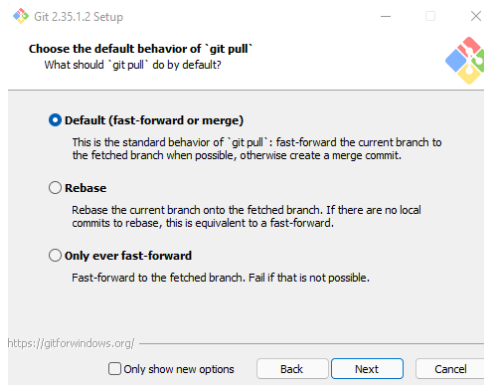 Git 2.35.1.2 Setup
Choose the default behavior of `git pull`
What should `git pull` do by default?
Default (fast-forward or merge)
This is the standard behavior of `git pull`: fast-forward the current branch to
the fetched branch when possible, otherwise create a merge commit.
Rebase
Rebase the current branch onto the fetched branch. If there are no local
commits to rebase, this is equivalent to a fast-forward.
Only ever fast-forward
Fast-forward to the fetched branch. Fail if that is not possible.
https://gitforwindows.org/
Only show new options
Back
Next
Cancel